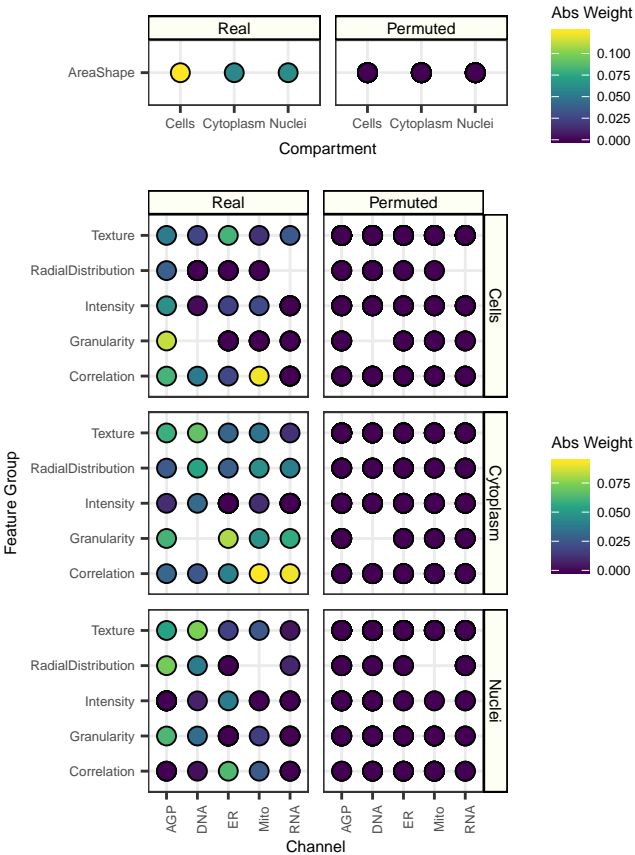 Real Permuted
AreaShape
Cells Cytoplasm Nuclei Cells Cytoplasm Nuclei
Compartment
Abs Weight
0.100
0.075
0.050
0.025
0.000
Real Permuted
Texture
RadialDistribution
Intensity
Granularity
Correlation
Cells
Texture
RadialDistribution
Intensity
Granularity
Correlation
Cytoplasm
Texture
RadialDistribution
Intensity
Granularity
Correlation
Nuclei
Feature Group
AGP DNA ER Mito RNA AGP DNA ER Mito RNA
Channel
Abs Weight
0.075
0.050
0.025
0.000